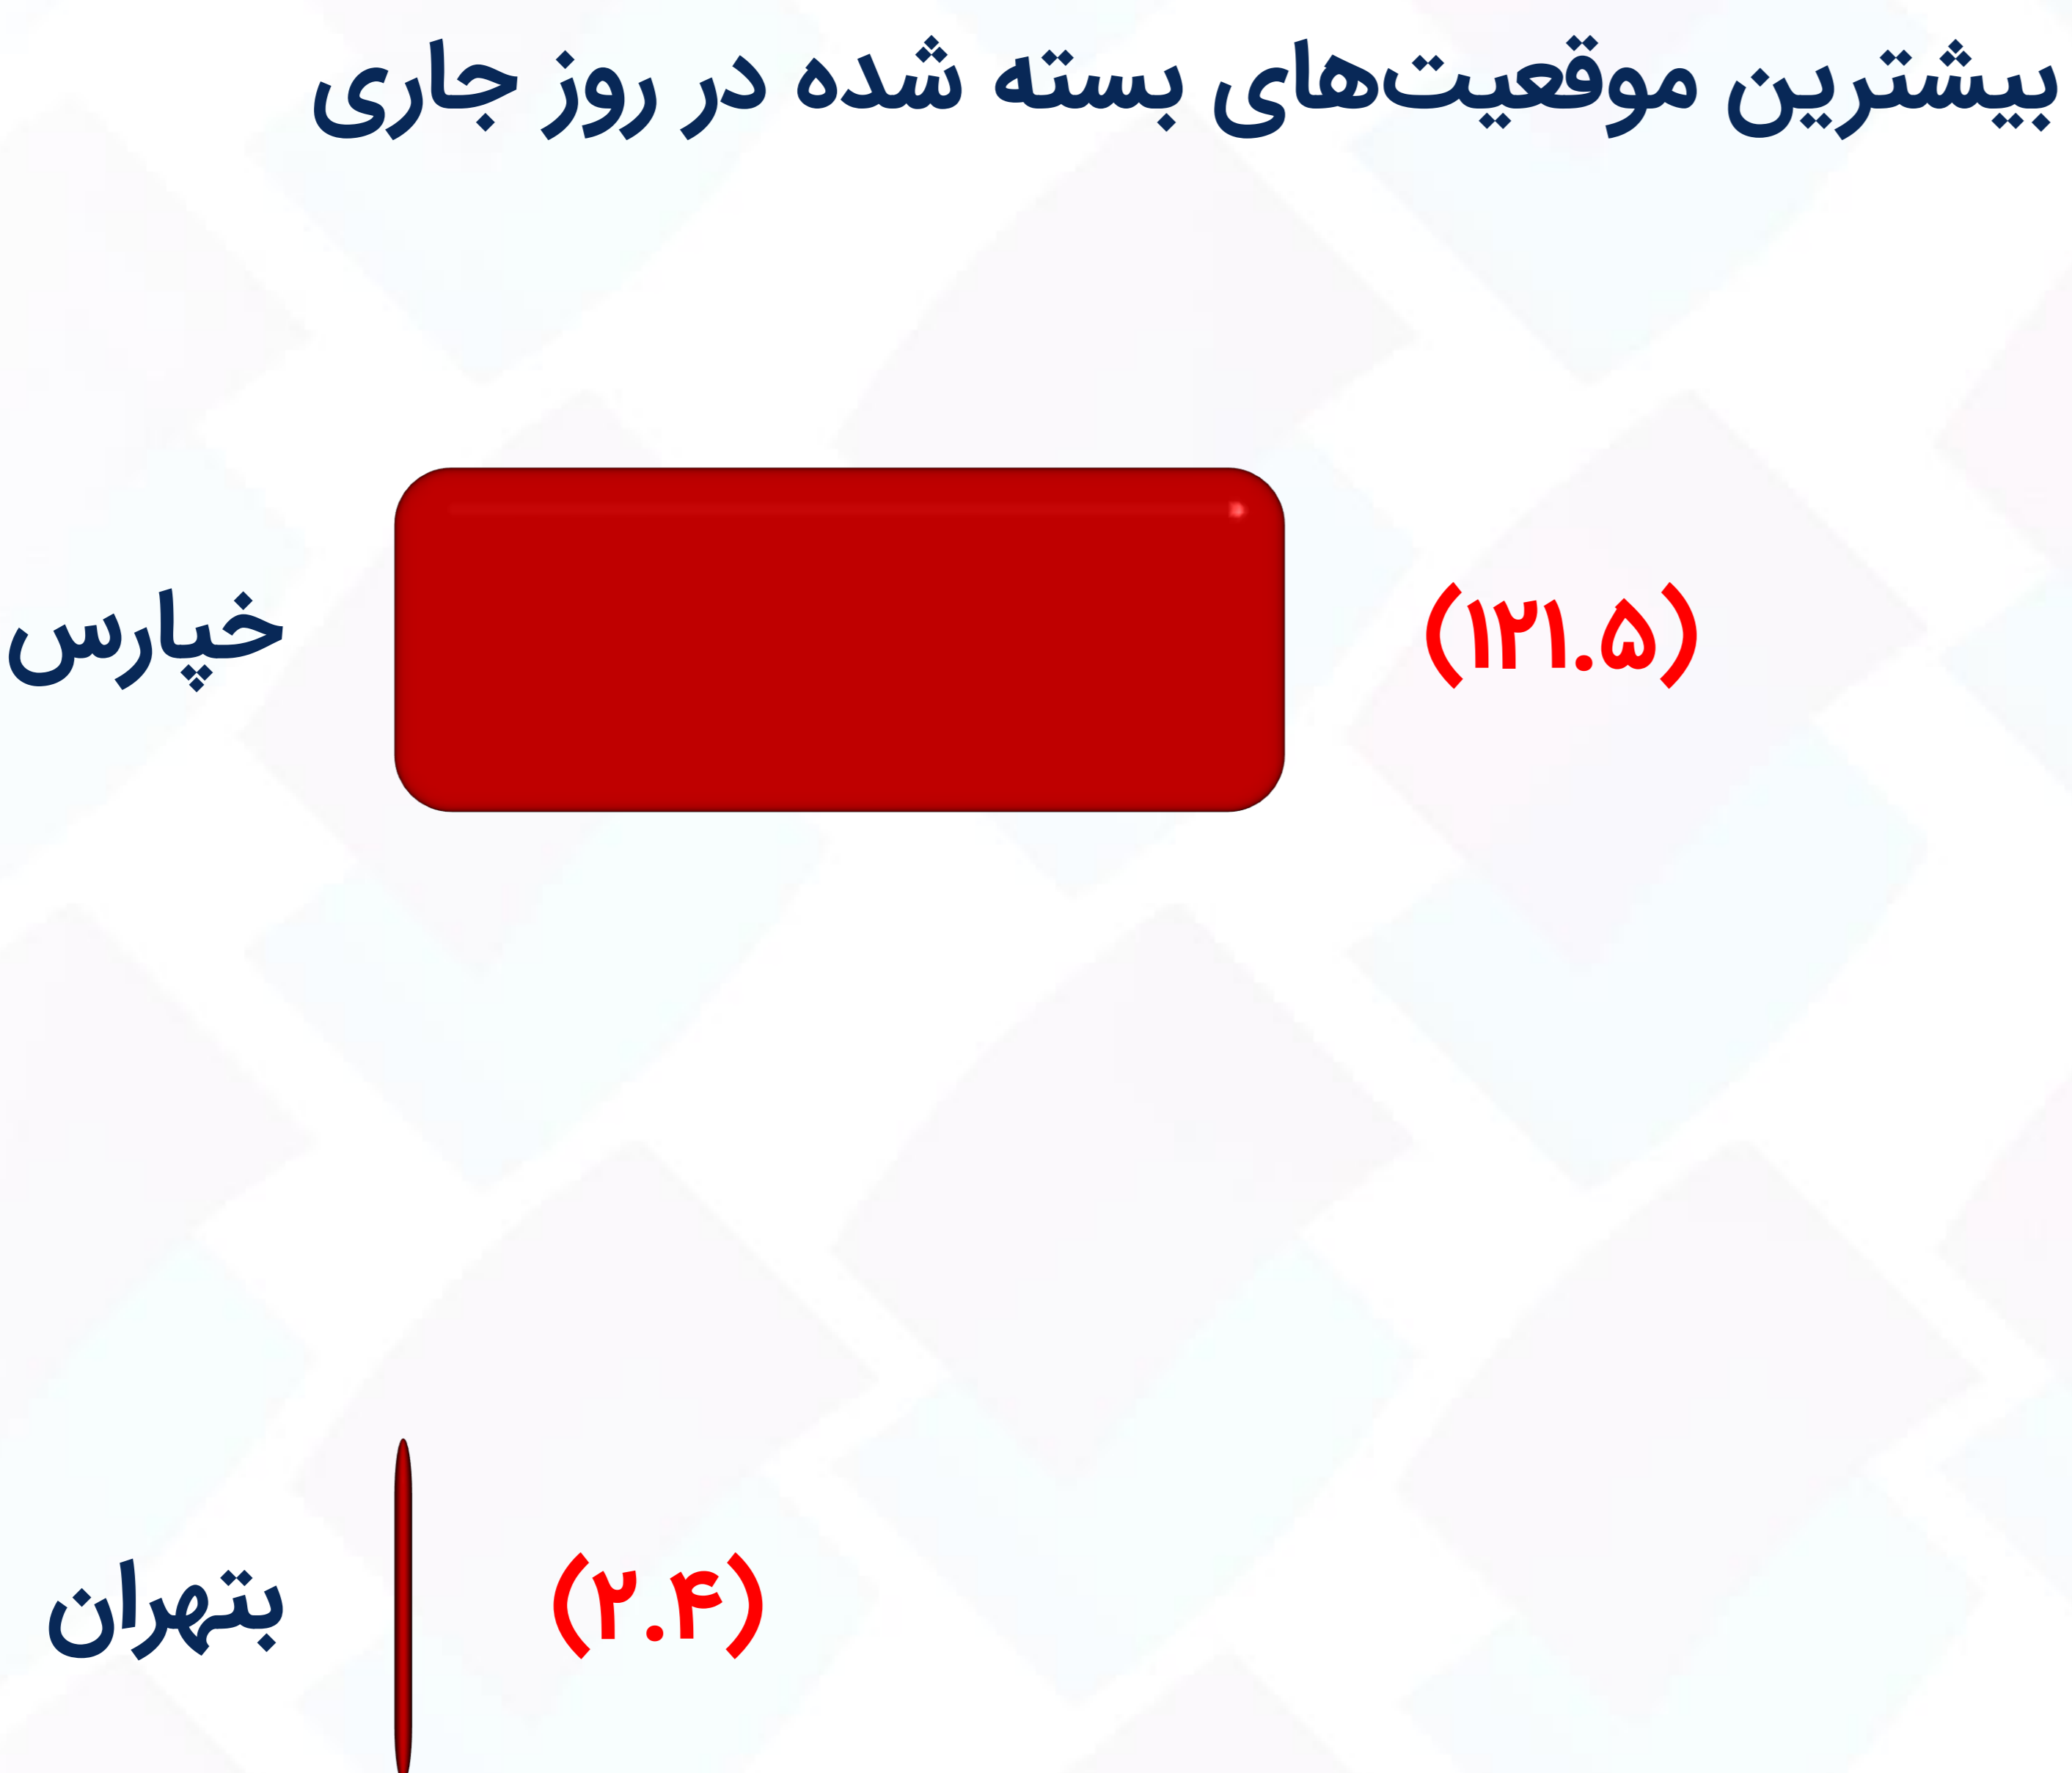 بیشترین موقعیت‌های بسته شده در روز جاری
خپارس
(۱۲۱.۵)
بتهران
(۲.۴)